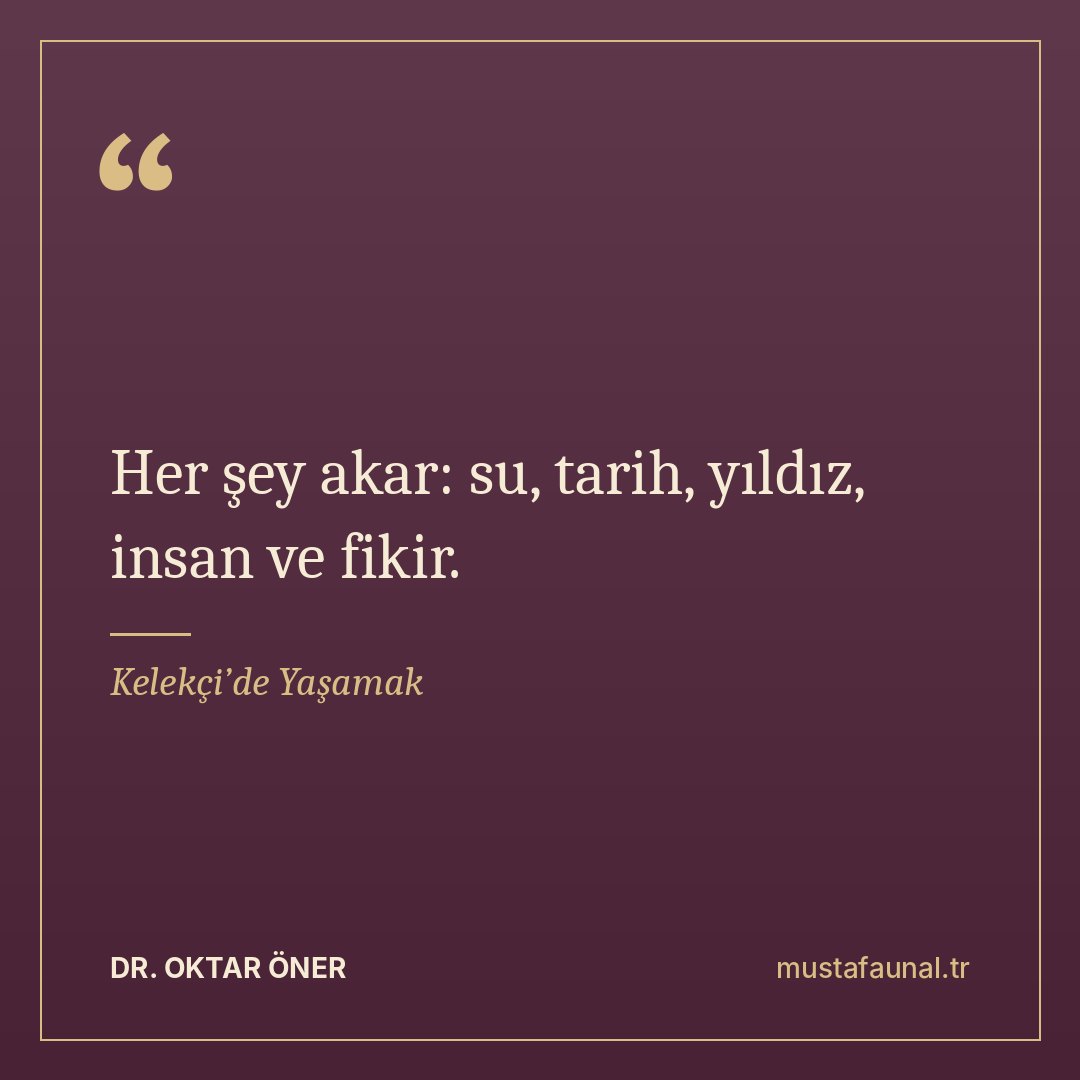 “
Her şey akar: su, tarih, yıldız,
insan ve fikir.
Kelekçi’de Yaşamak
DR. OKTAR ÖNER
mustafaunal.tr